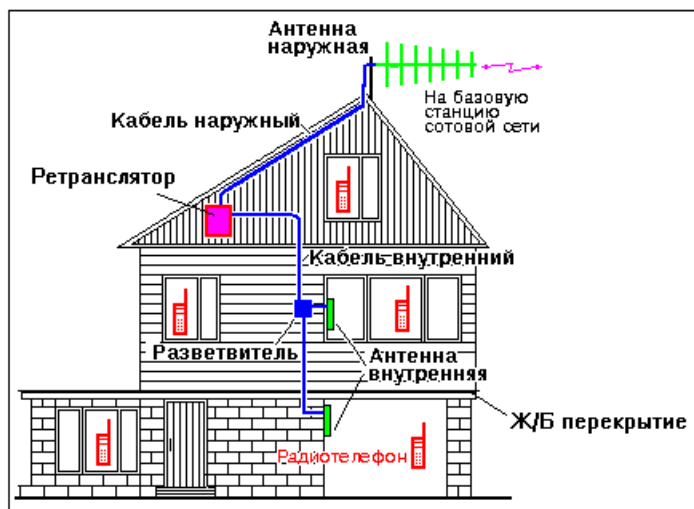 Антенна
наружная
На базовую
станцию
сотовой сети
Кабель наружный
Ретранслятор
Кабель внутренний
Разветвитель
Антенна
внутренняя
Ж/Б перекрытие
Радиотелефон